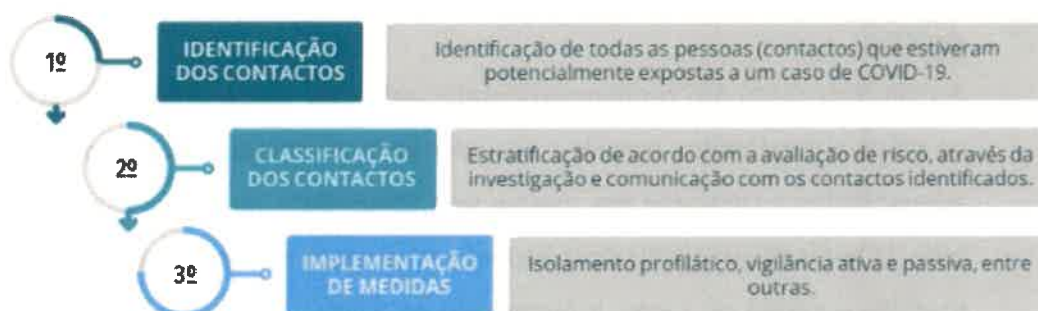 1º
IDENTIFICAÇÃO
DOS CONTACTOS
Identificação de todas as pessoas (contactos) que estiveram
potencialmente expostas a um caso de COVID-19.
2º
CLASSIFICAÇÃO
DOS CONTACTOS
Estratificação de acordo com a avaliação de risco, através da
investigação e comunicação com os contactos identificados.
3º
IMPLEMENTAÇÃO
DE MEDIDAS
Isolamento profilático, vigilância ativa e passiva, entre
outras.